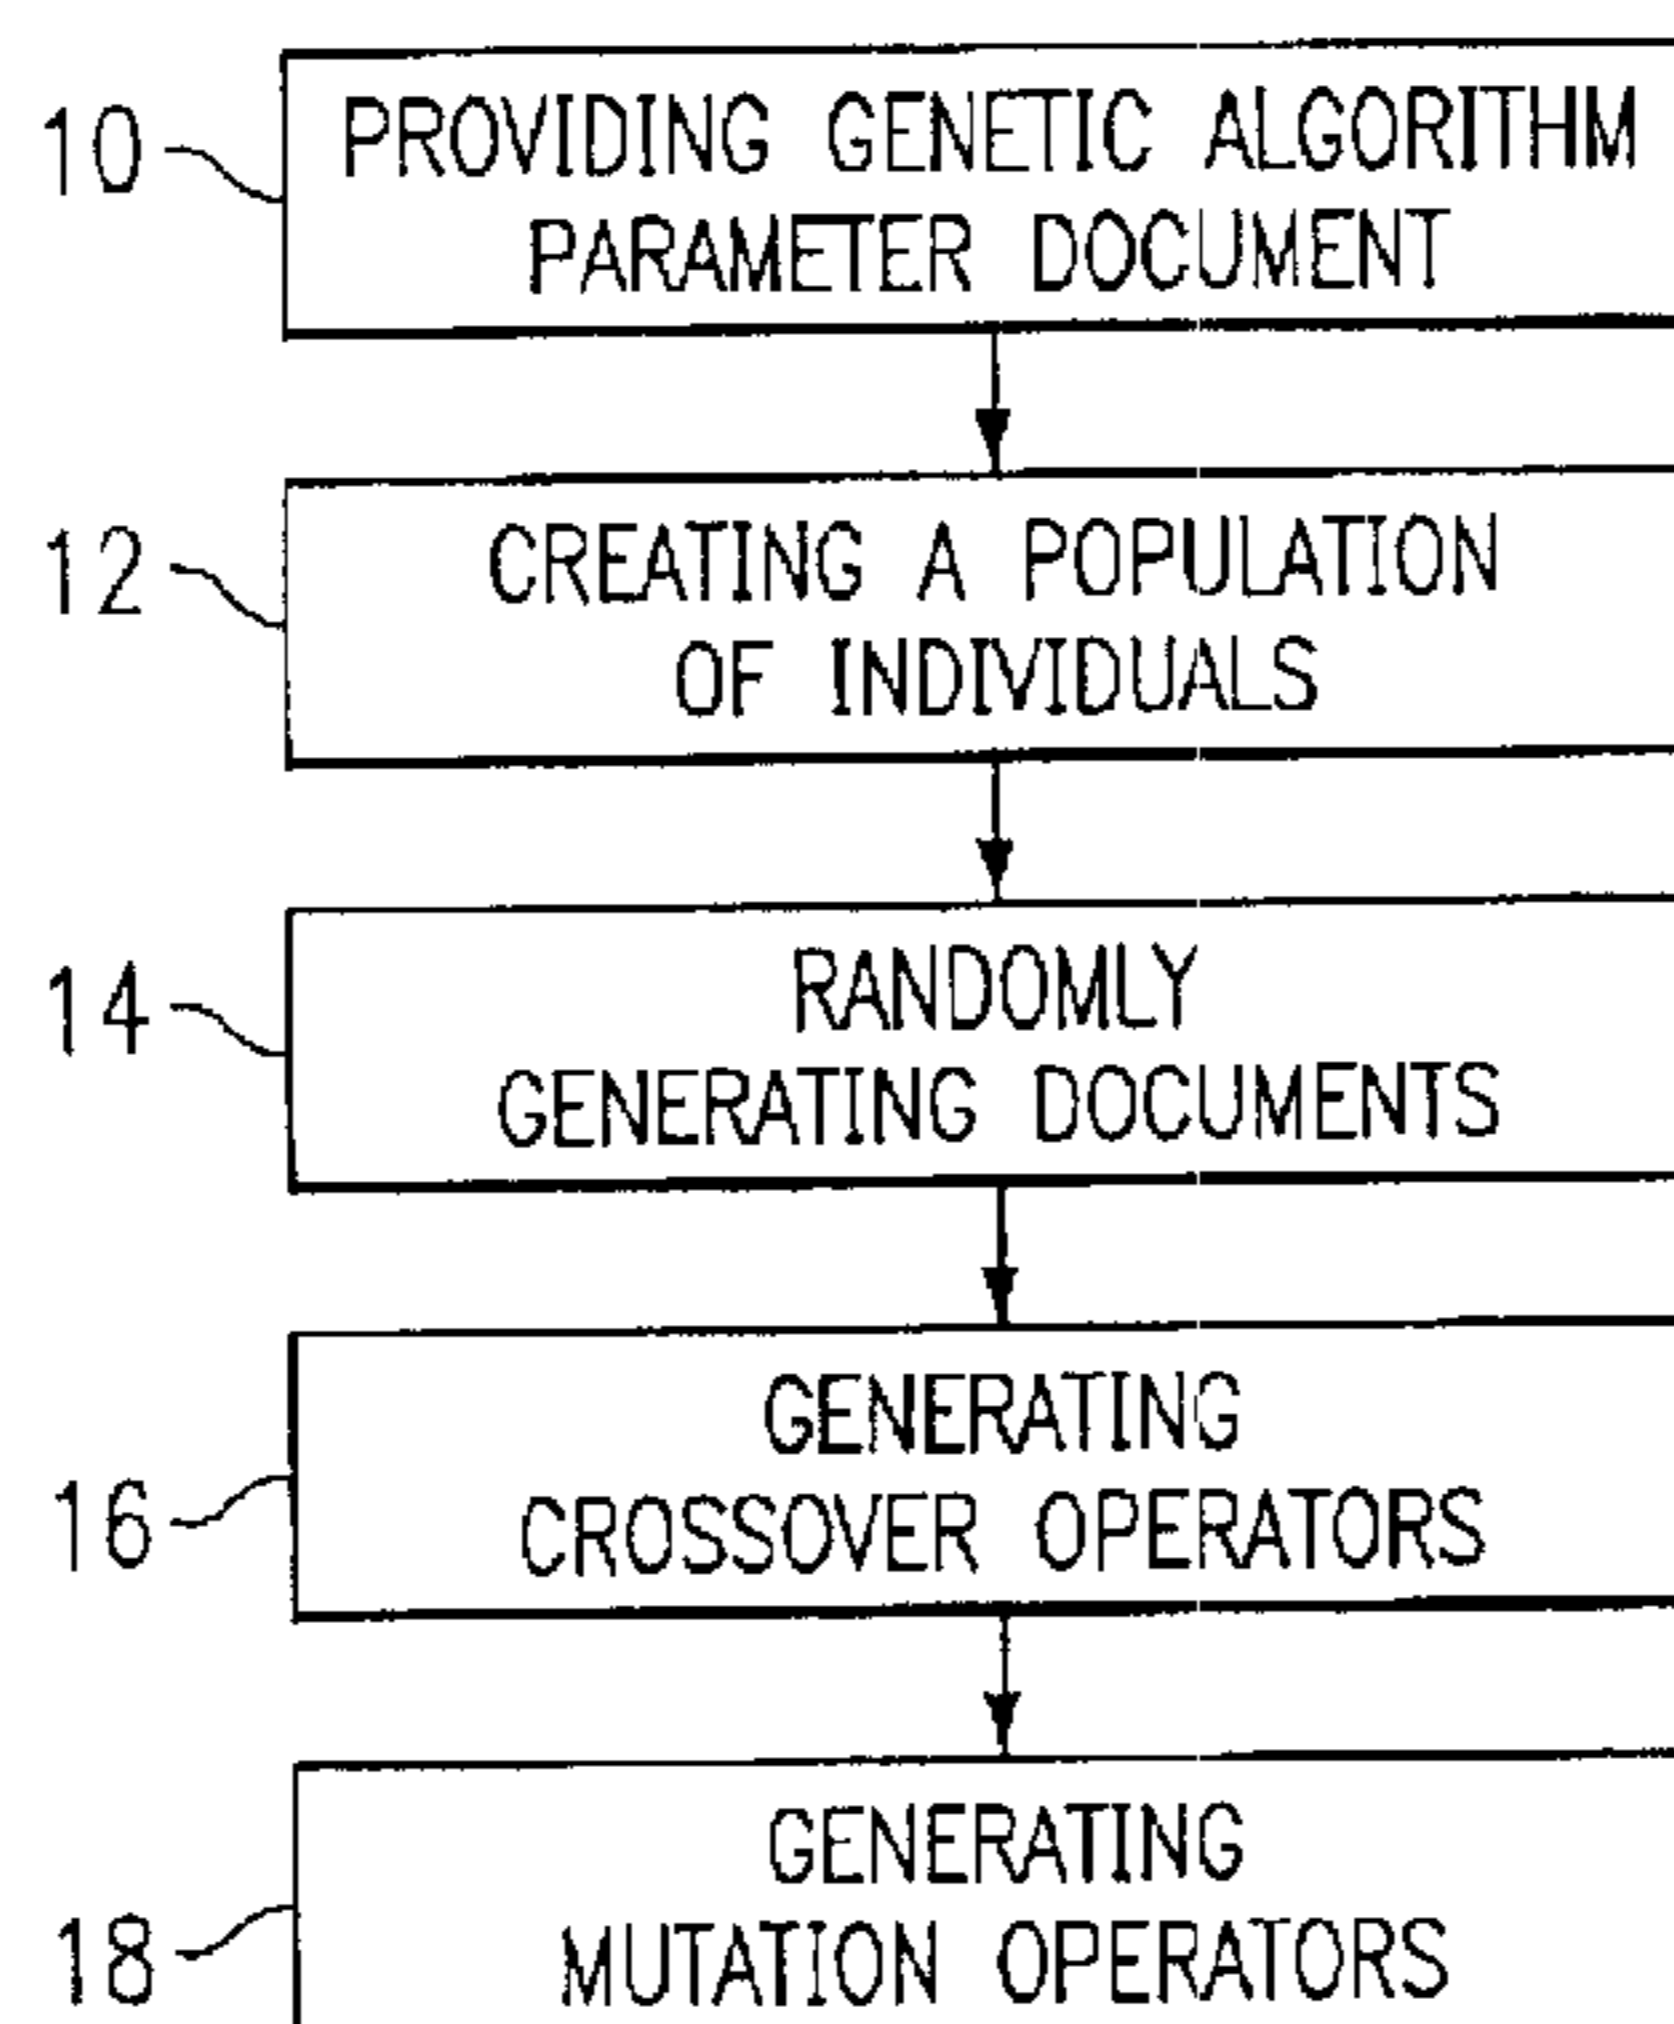 10
PROVIDING GENETIC ALGORITHM
PARAMETER DOCUMENT
12
CREATING A POPULATION
OF INDIVIDUALS
14
RANDOMLY
GENERATING DOCUMENTS
16
GENERATING
CROSSOVER OPERATORS
18
GENERATING
MUTATION OPERATORS